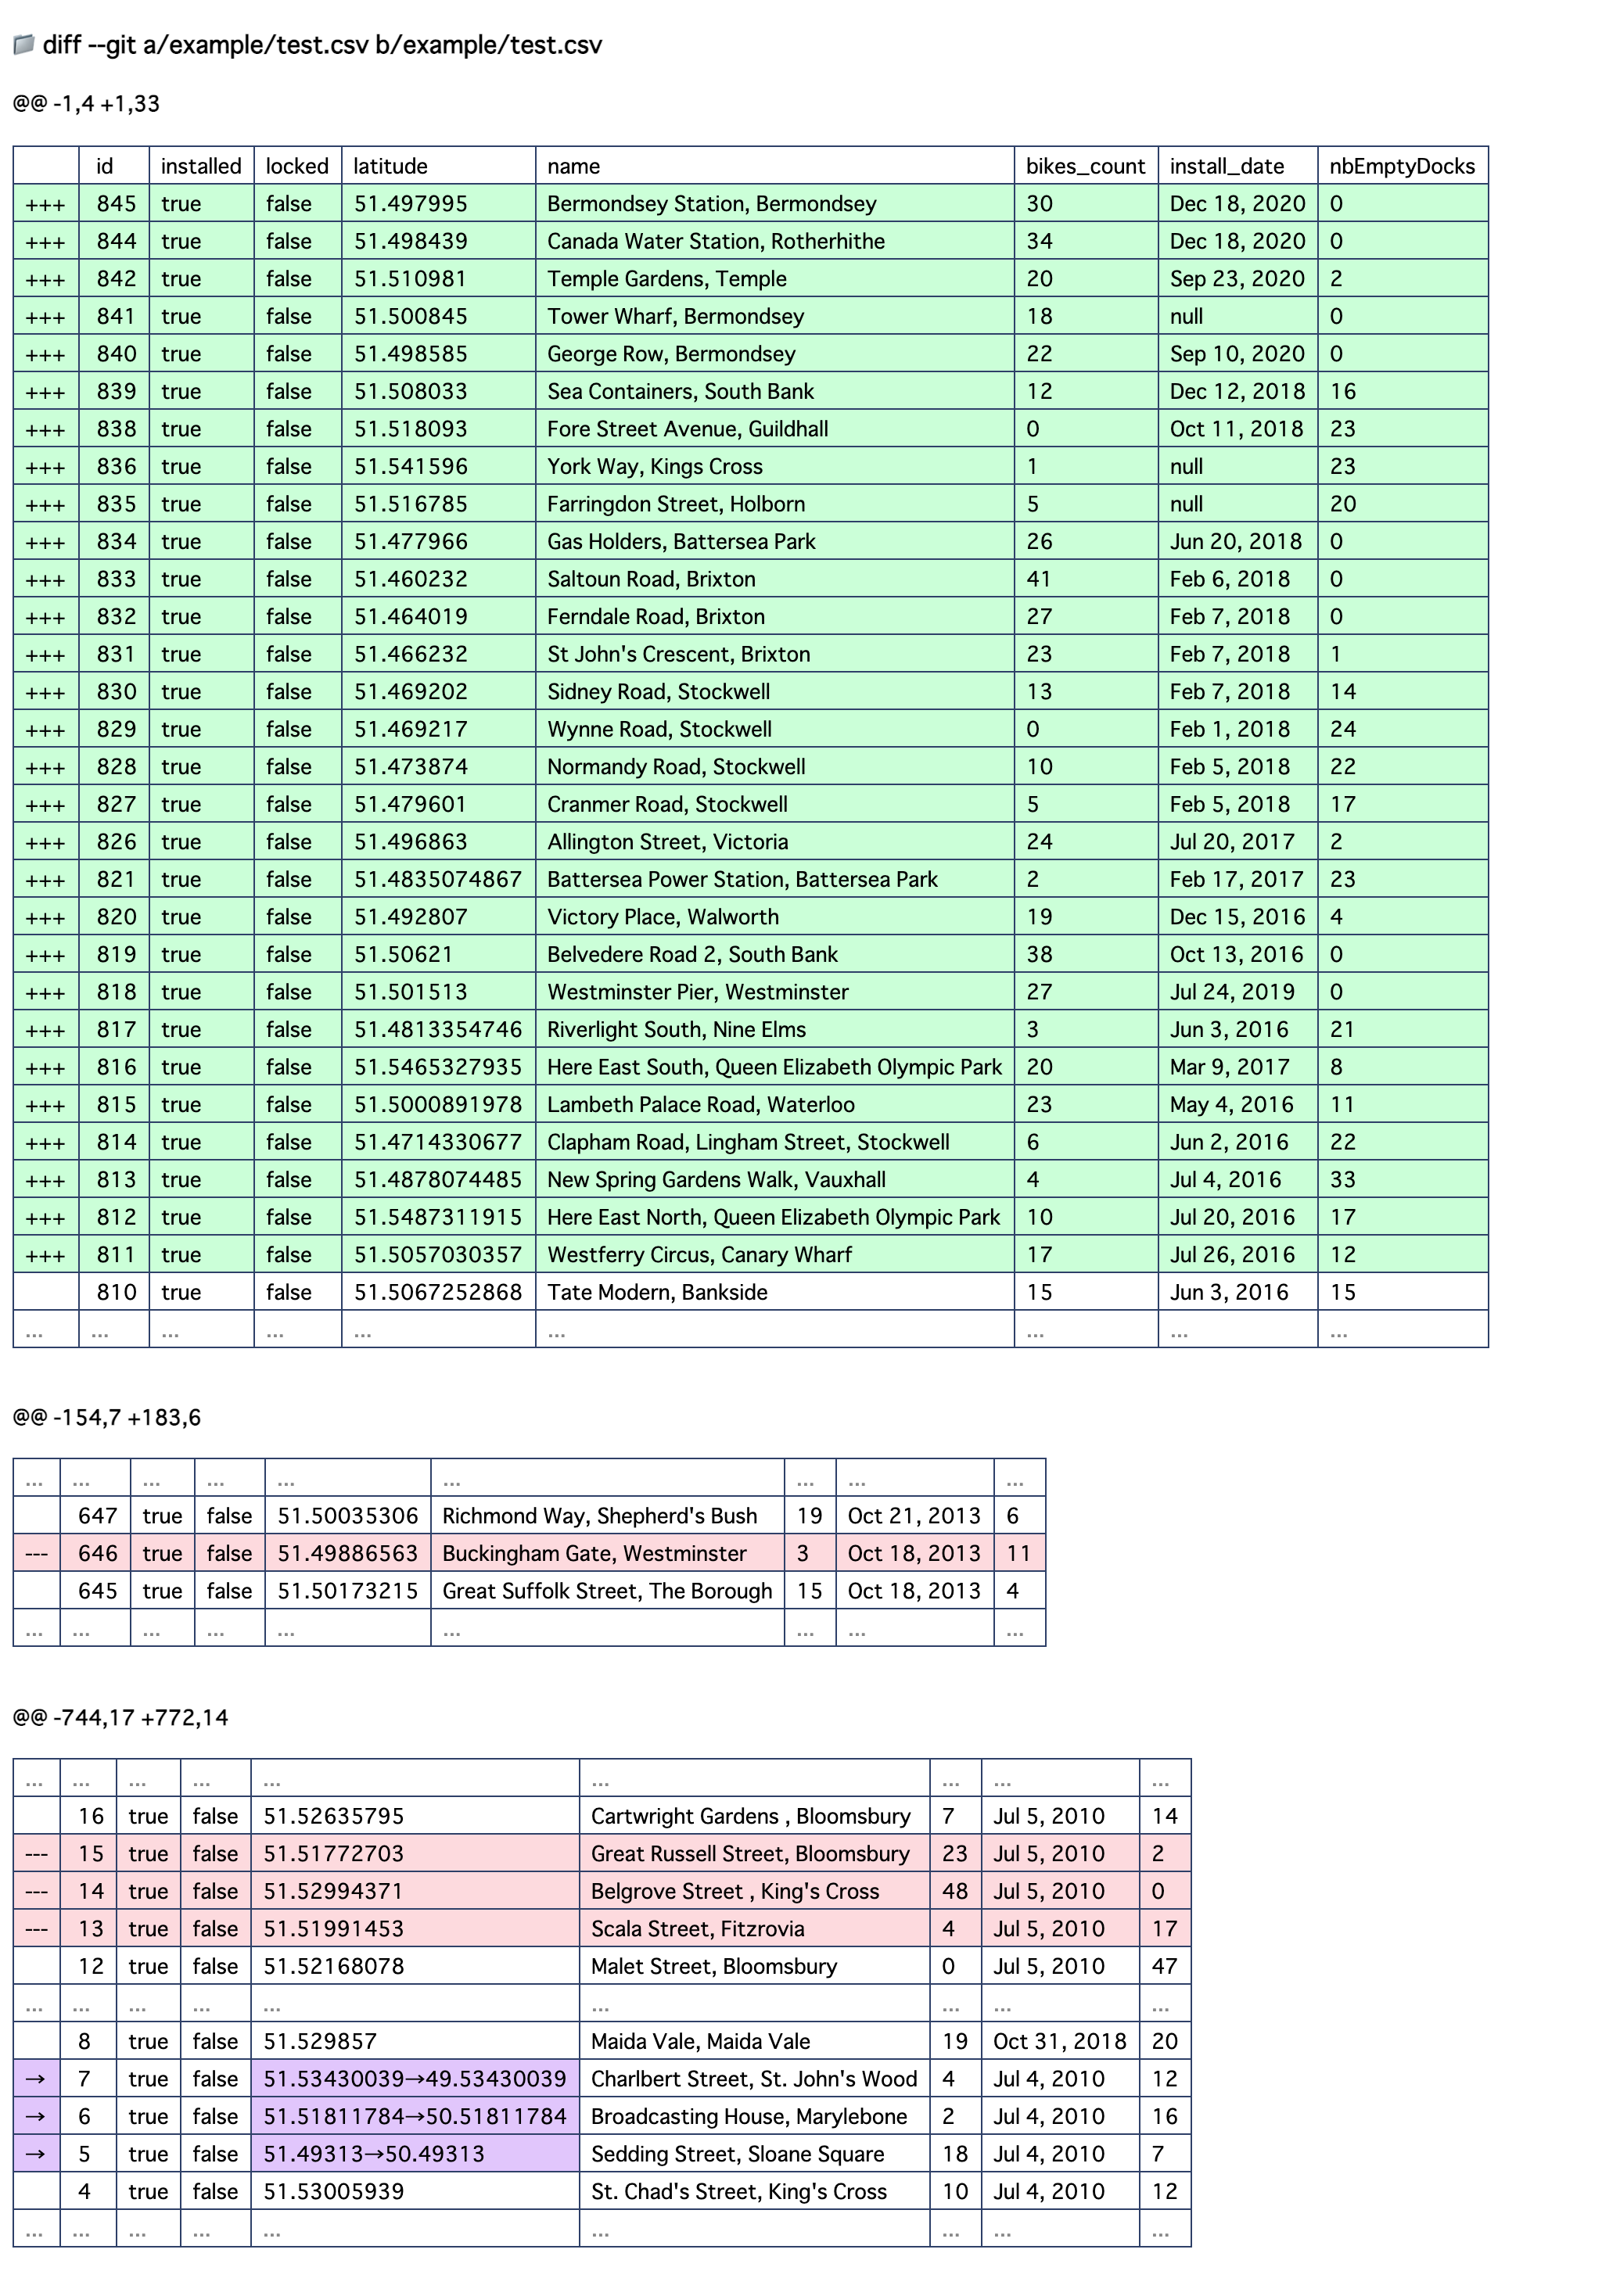 diff --git a/example/test.csv b/example/test.csv
@@ -1,4 +1,33
id installed locked latitude name bikes_count install_date nbEmptyDocks
+++ 845 true false 51.497995 Bermondsey Station, Bermondsey 30 Dec 18, 2020 0
+++ 844 true false 51.498439 Canada Water Station, Rotherhithe 34 Dec 18, 2020 0
+++ 842 true false 51.510981 Temple Gardens, Temple 20 Sep 23, 2020 2
+++ 841 true false 51.500845 Tower Wharf, Bermondsey 18 null 0
+++ 840 true false 51.498585 George Row, Bermondsey 22 Sep 10, 2020 0
+++ 839 true false 51.508033 Sea Containers, South Bank 12 Dec 12, 2018 16
+++ 838 true false 51.518093 Fore Street Avenue, Guildhall 0 Oct 11, 2018 23
+++ 836 true false 51.541596 York Way, Kings Cross 1 null 23
+++ 835 true false 51.516785 Farringdon Street, Holborn 5 null 20
+++ 834 true false 51.477966 Gas Holders, Battersea Park 26 Jun 20, 2018 0
+++ 833 true false 51.460232 Saltoun Road, Brixton 41 Feb 6, 2018 0
+++ 832 true false 51.464019 Ferndale Road, Brixton 27 Feb 7, 2018 0
+++ 831 true false 51.466232 St John's Crescent, Brixton 23 Feb 7, 2018 1
+++ 830 true false 51.469202 Sidney Road, Stockwell 13 Feb 7, 2018 14
+++ 829 true false 51.469217 Wynne Road, Stockwell 0 Feb 1, 2018 24
+++ 828 true false 51.473874 Normandy Road, Stockwell 10 Feb 5, 2018 22
+++ 827 true false 51.479601 Cranmer Road, Stockwell 5 Feb 5, 2018 17
+++ 826 true false 51.496863 Allington Street, Victoria 24 Jul 20, 2017 2
+++ 821 true false 51.4835074867 Battersea Power Station, Battersea Park 2 Feb 17, 2017 23
+++ 820 true false 51.492807 Victory Place, Walworth 19 Dec 15, 2016 4
+++ 819 true false 51.50621 Belvedere Road 2, South Bank 38 Oct 13, 2016 0
+++ 818 true false 51.501513 Westminster Pier, Westminster 27 Jul 24, 2019 0
+++ 817 true false 51.4813354746 Riverlight South, Nine Elms 3 Jun 3, 2016 21
+++ 816 true false 51.5465327935 Here East South, Queen Elizabeth Olympic Park 20 Mar 9, 2017 8
+++ 815 true false 51.5000891978 Lambeth Palace Road, Waterloo 23 May 4, 2016 11
+++ 814 true false 51.4714330677 Clapham Road, Lingham Street, Stockwell 6 Jun 2, 2016 22
+++ 813 true false 51.4878074485 New Spring Gardens Walk, Vauxhall 4 Jul 4, 2016 33
+++ 812 true false 51.5487311915 Here East North, Queen Elizabeth Olympic Park 10 Jul 20, 2016 17
+++ 811 true false 51.5057030357 Westferry Circus, Canary Wharf 17 Jul 26, 2016 12
810 true false 51.5067252868 Tate Modern, Bankside 15 Jun 3, 2016 15
... ... ... ... ... ... ... ... ...
@@ -154,7 +183,6
... ... ... ... ... ... ... ... ...
647 true false 51.50035306 Richmond Way, Shepherd's Bush 19 Oct 21, 2013 6
--- 646 true false 51.49886563 Buckingham Gate, Westminster 3 Oct 18, 2013 11
645 true false 51.50173215 Great Suffolk Street, The Borough 15 Oct 18, 2013 4
... ... ... ... ... ... ... ... ...
@@ -744,17 +772,14
... ... ... ... ... ... ... ... ...
16 true false 51.52635795 Cartwright Gardens , Bloomsbury 7 Jul 5, 2010 14
--- 15 true false 51.51772703 Great Russell Street, Bloomsbury 23 Jul 5, 2010 2
--- 14 true false 51.52994371 Belgrove Street , King's Cross 48 Jul 5, 2010 0
--- 13 true false 51.51991453 Scala Street, Fitzrovia 4 Jul 5, 2010 17
12 true false 51.52168078 Malet Street, Bloomsbury 0 Jul 5, 2010 47
... ... ... ... ... ... ... ... ...
8 true false 51.529857 Maida Vale, Maida Vale 19 Oct 31, 2018 20
→ 7 true false 51.53430039→49.53430039 Charlbert Street, St. John's Wood 4 Jul 4, 2010 12
→ 6 true false 51.51811784→50.51811784 Broadcasting House, Marylebone 2 Jul 4, 2010 16
→ 5 true false 51.49313→50.49313 Sedding Street, Sloane Square 18 Jul 4, 2010 7
4 true false 51.53005939 St. Chad's Street, King's Cross 10 Jul 4, 2010 12
... ... ... ... ... ... ... ... ...